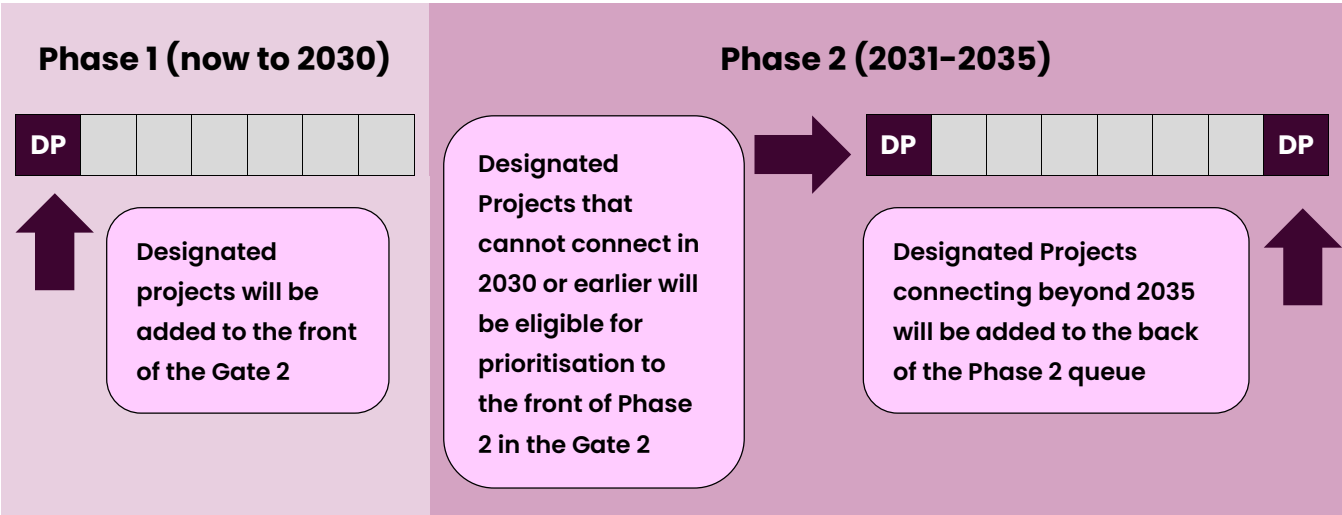 Phase 1 (now to 2030)
DP
Designated
projects will be
added to the front
of the Gate 2
Phase 2 (2031-2035)
Designated
Projects that
cannot connect in
2030 or earlier will
be eligible for
prioritisation to
the front of Phase
2 in the Gate 2
DP
DP
Designated Projects
connecting beyond 2035
will be added to the back
of the Phase 2 queue